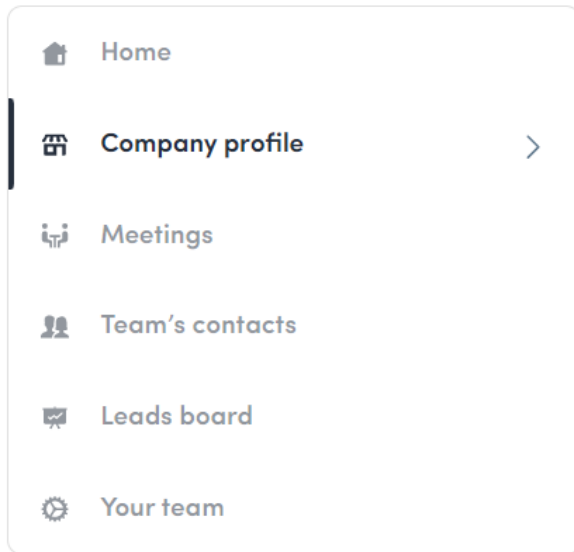 Home
Company profile
Meetings
Team’s contacts
Leads board
Your team